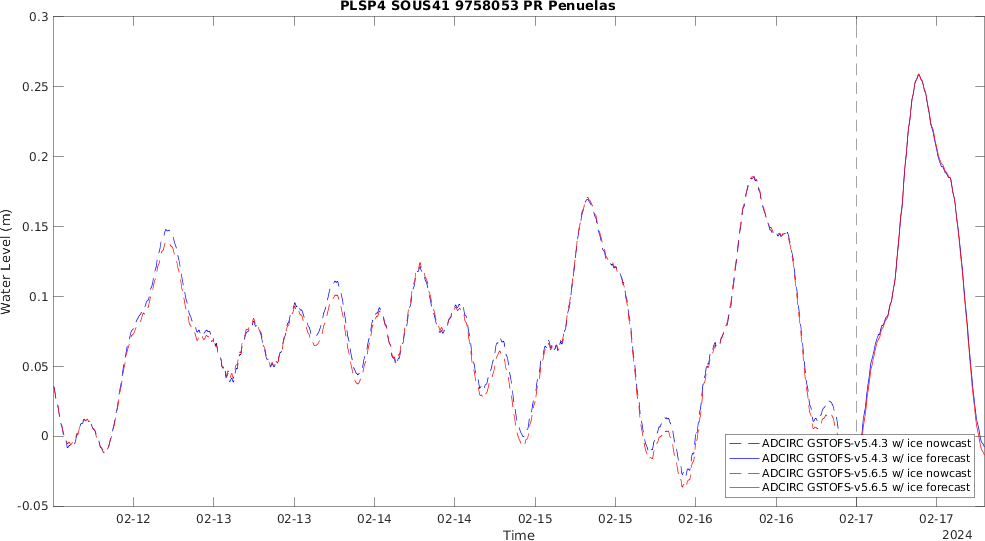 PLSP4 SOUS41 9758053 PR Penuelas
0.3
0.25
0.2
0.15
0.1
0.05
0
-0.05
Water Level (m)
ADCIRC GSTOFS-v5.4.3 w/ ice nowcast
ADCIRC GSTOFS-v5.4.3 w/ ice forecast
ADCIRC GSTOFS-v5.6.5 w/ ice nowcast
ADCIRC GSTOFS-v5.6.5 w/ ice forecast
02-12 02-13 02-13 02-14 02-14 02-15 02-15 02-16 02-16 02-17 02-17
Time
2024